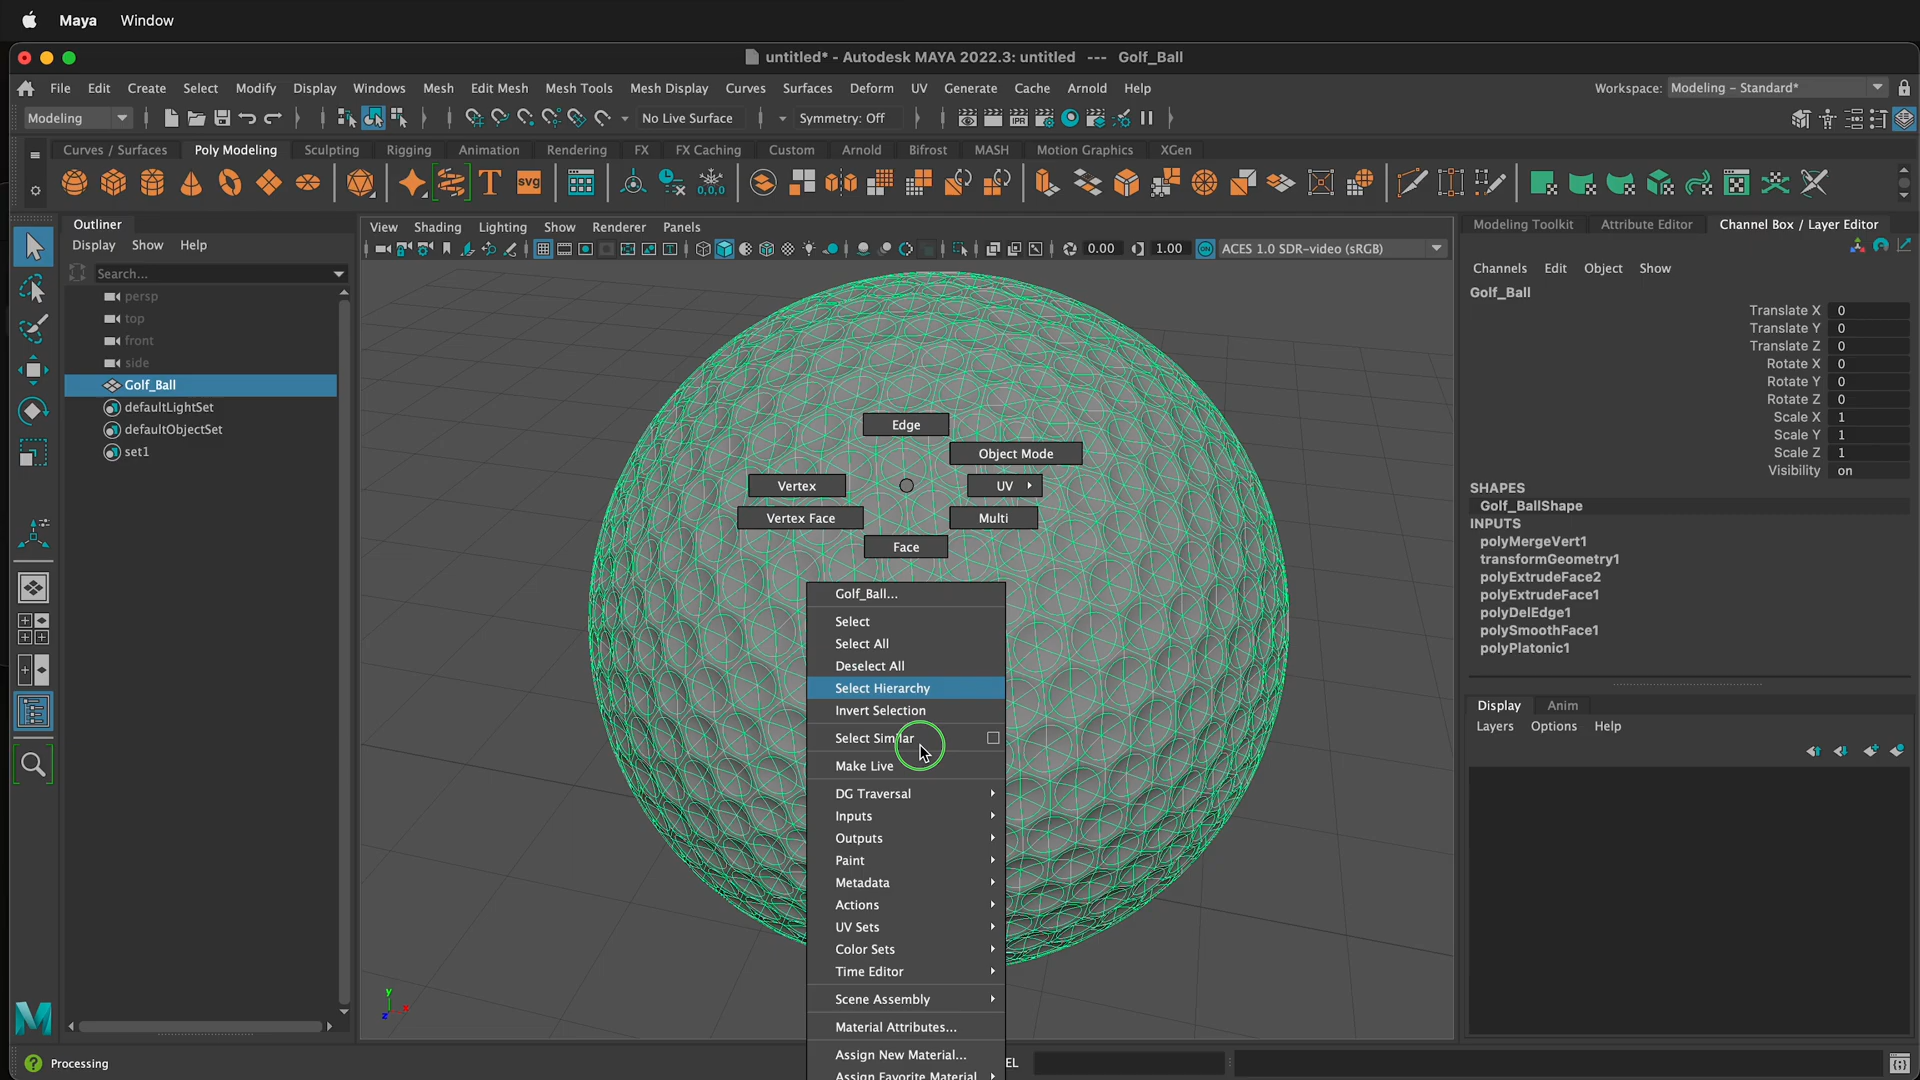 Maya Window
untitled* - Autodesk MAYA 2022.3: untitled --- Golf_Ball
File Edit Create Select Modify Display Windows Mesh Edit Mesh Mesh Tools Mesh Display Curves Surfaces Deform UV Generate Cache Arnold Help Workspace: Modeling - Standard*
Modeling No Live Surface Symmetry: Off
Curves / Surfaces Poly Modeling Sculpting Rigging Animation Rendering FX FX Caching Custom Arnold Bifrost MASH Motion Graphics XGen
T svg 0,0,0
Outliner
Display Show Help
Search...
persp
top
front
side
Golf_Ball
defaultLightSet
defaultObjectSet
set1
View Shading Lighting Show Renderer Panels
0.00 1.00 ON ACES 1.0 SDR-video (sRGB)
Edge
Object Mode
Vertex
UV
Vertex Face
Multi
Face
Golf_Ball...
Select
Select All
Deselect All
Select Hierarchy
Invert Selection
Select Similar
Make Live
DG Traversal
Inputs
Outputs
Paint
Metadata
Actions
UV Sets
Color Sets
Time Editor
Scene Assembly
Material Attributes...
Assign New Material...
Assign Favorite Material
y
x
z
Modeling Toolkit Attribute Editor Channel Box / Layer Editor
Channels Edit Object Show
Golf_Ball
Translate X 0
Translate Y 0
Translate Z 0
Rotate X 0
Rotate Y 0
Rotate Z 0
Scale X 1
Scale Y 1
Scale Z 1
Visibility on
SHAPES
Golf_BallShape
INPUTS
polyMergeVert1
transformGeometry1
polyExtrudeFace2
polyExtrudeFace1
polyDelEdge1
polySmoothFace1
polyPlatonic1
Display Anim
Layers Options Help
M
? Processing
EL